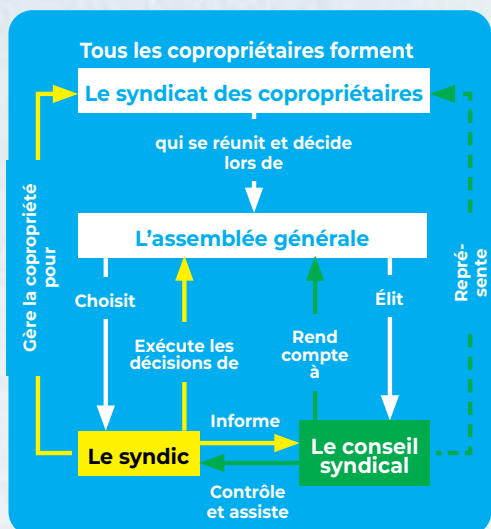 Tous les copropriétaires forment
Le syndicat des copropriétaires
qui se réunit et décide
lors de
L’assemblée générale
Gère la copropriété
pour
Choisit
Exécute les
décisions de
Rend
compte
à
Élit
Repré-
sente
Le syndic
Informe
Le conseil
syndical
Contrôle
et assiste